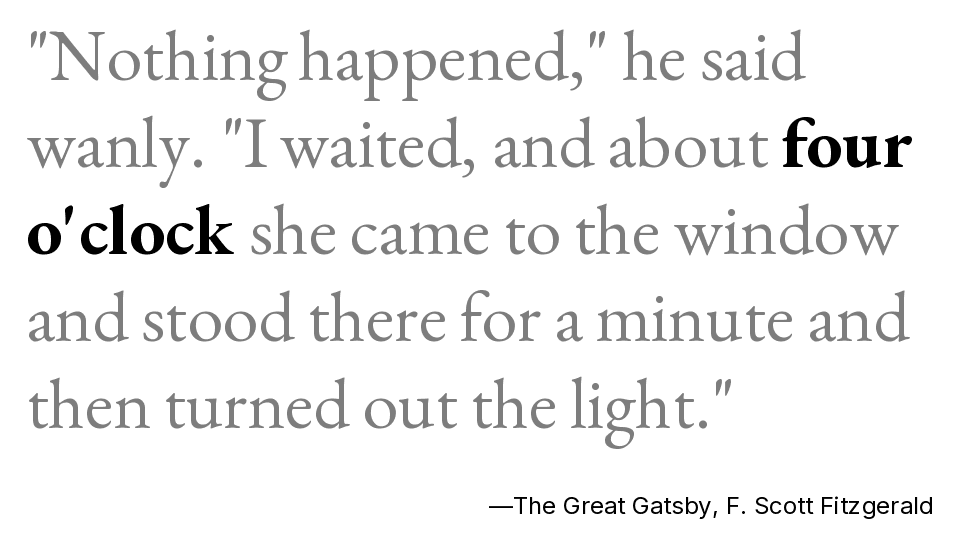 "Nothing happened," he said
wanly. "I waited, and about four
o'clock she came to the window
and stood there for a minute and
then turned out the light."
—The Great Gatsby, F. Scott Fitzgerald